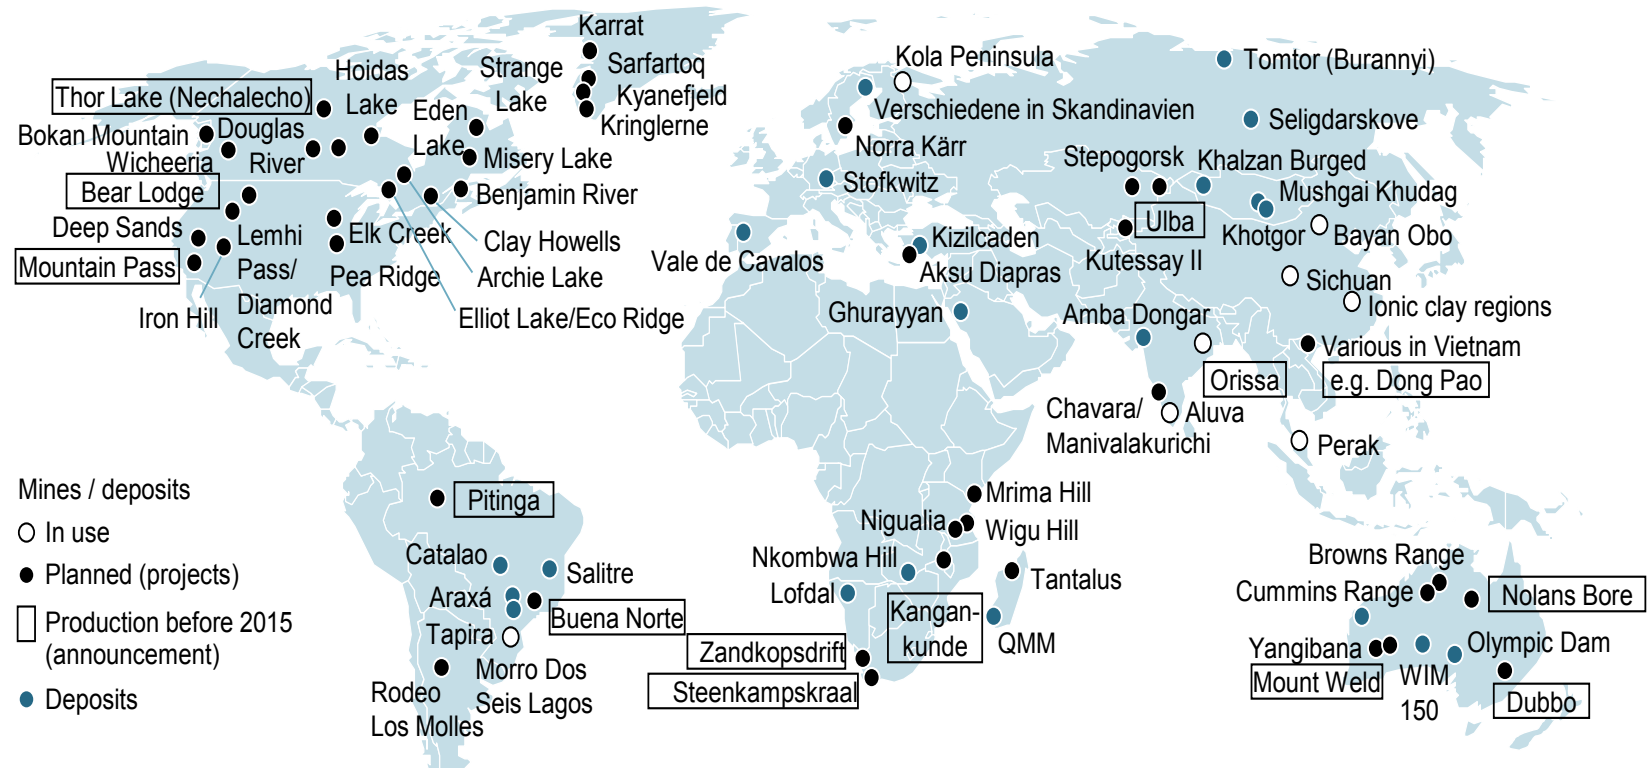 Karrat
Strange
Lake
Sarfartoq
Kyanefjeld
Kringlerne
Hoidas
Lake
Thor Lake (Nechalecho)
Eden
Lake
Bokan Mountain
Douglas
River
Wicheeria
Misery Lake
Bear Lodge
Benjamin River
Deep Sands
Lemhi
Pass/
Diamond
Creek
Elk Creek
Clay Howells
Mountain Pass
Pea Ridge
Archie Lake
Iron Hill
Elliot Lake/Eco Ridge
Kola Peninsula
Tomtor (Burannyi)
Verschiedene in Skandinavien
Seligdarskove
Norra Kärr
Stepogorsk
Khalzan Burged
Stofkwitz
Mushgai Khudag
Ulba
Khotgor
Bayan Obo
Vale de Cavalos
Kizilcaden
Aksu Diapras
Kutessay II
Sichuan
Ionic clay regions
Ghurayyan
Amba Dongar
Various in Vietnam
e.g. Dong Pao
Orissa
Chavara/
Manivalakurichi
Aluva
Perak
Mines / deposits
In use
Planned (projects)
Production before 2015
(announcement)
Deposits
Pitinga
Catalao
Salitre
Araxá
Buena Norte
Tapira
Morro Dos
Seis Lagos
Rodeo
Los Molles
Mrima Hill
Nigualia
Wigu Hill
Nkombwa Hill
Tantalus
Lofdal
Kangan-
kunde
QMM
Zandkopsdrift
Steenkampskraal
Browns Range
Cummins Range
Nolans Bore
Yangibana
Olympic Dam
Mount Weld
WIM
150
Dubbo